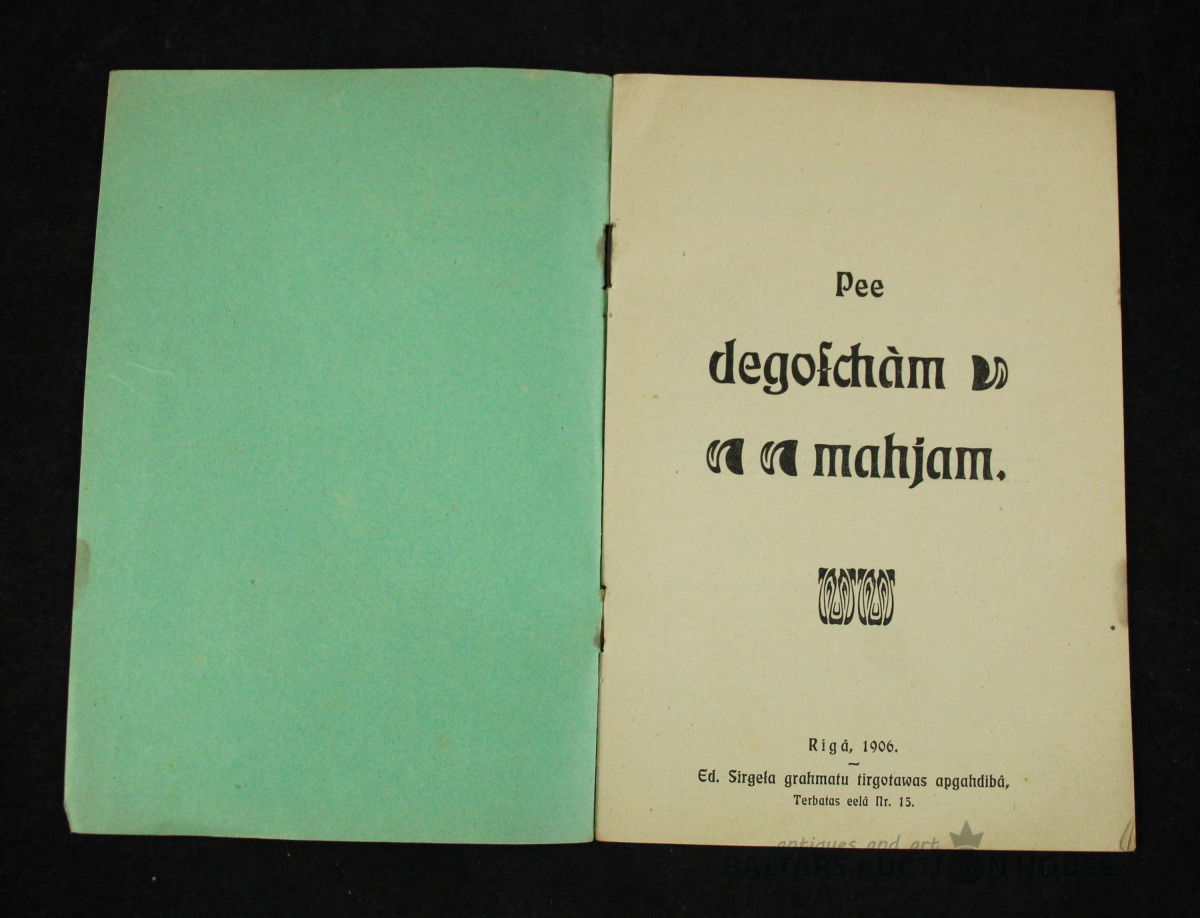 Pee
degoſchàm
mahjam.
Rigâ, 1906.
Ed. Sirgeła grahmatu tirgotawas apgahdibâ,
Terbatas eelâ Nr. 15.
antiques and art
BALTARS AUCTION HOUSE